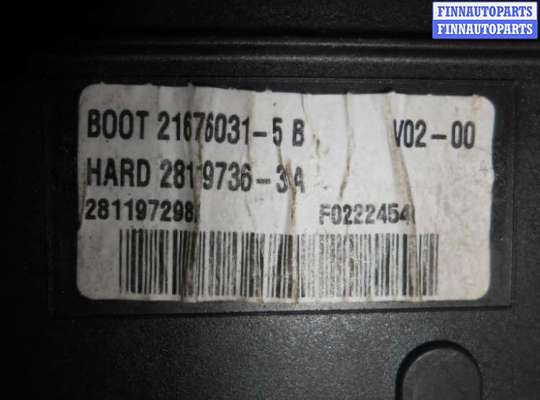 FINNAUTOPARTS
FINNAUTOPARTS
BOOT 21676031-5 B V02-00
HARD 28119736-3A
281197298 F0222454